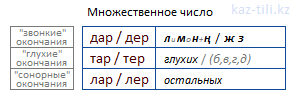 kaz-tili.kz
Множественное число
"звонкие" окончания дар / дер лимонң / ж з
"глухие" окончания тар / тер глухих / (б,в,г,д)
"сонорные" окончания лар / лер остальных